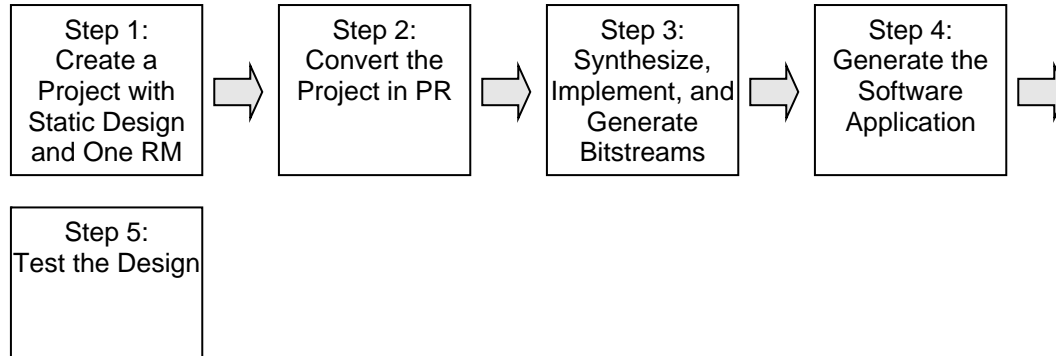 Step 1:
Create a
Project with
Static Design
and One RM
Step 2:
Convert the
Project in PR
Step 3:
Synthesize,
Implement, and
Generate
Bitstreams
Step 4:
Generate the
Software
Application
Step 5:
Test the Design